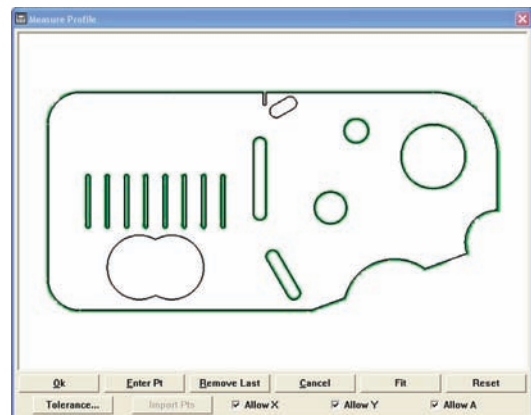 Measure Profile
Ok Enter Pt Remove Last Cancel Fit Reset
Tolerance... Import Pts Allow X Allow Y Allow A